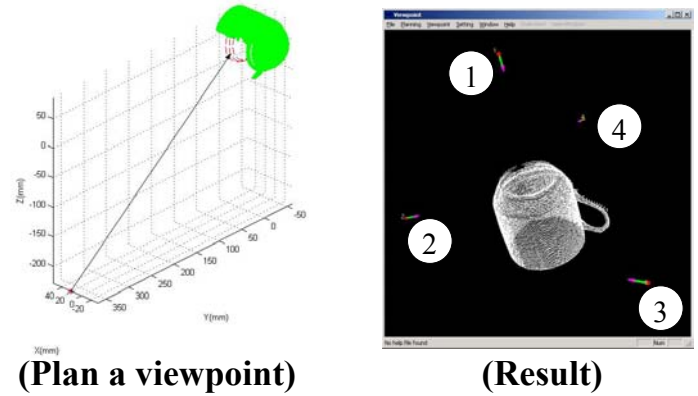 Viewpoint
File Planning Viewpoint Setting Window Help
1
4
2
3
No help file found
Num
50
0
-50
-100
-150
-200
Z(mm)
40 20 0 -20
350 300 250 200 150 100 50 0 -50
Y(mm)
X(mm)
(Plan a viewpoint)
(Result)